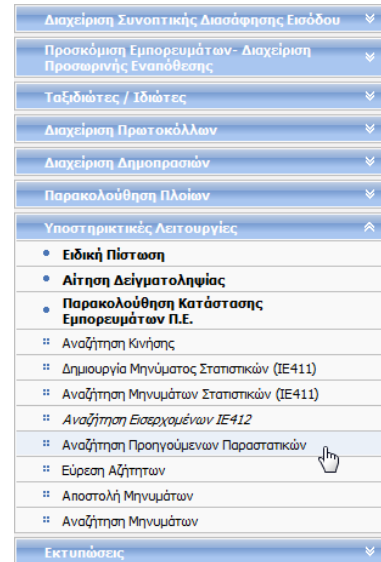 Διαχείριση Συνοπτικής Διασάφησης Εισόδου
Προσκόμιση Εμπορευμάτων- Διαχείριση
Προσωρινής Εναπόθεσης
Ταξιδιώτες / Ιδιώτες
Διαχείριση Πρωτοκόλλων
Διαχείριση Δημοπρασιών
Παρακολούθηση Πλοίων
Υποστηρικτικές Λειτουργίες
Ειδική Πίστωση
Αίτηση Δείγματοληψίας
Παρακολούθηση Κατάστασης
Εμπορευμάτων Π.Ε.
Αναζήτηση Κινήσης
Δημιουργία Μηνύματος Στατιστικών (IE411)
Αναζήτηση Μηνυμάτων Στατιστικών (IE411)
Αναζήτηση Εισερχομένων IE412
Αναζήτηση Προηγούμενων Παραστατικών
Εύρεση Αζήτητων
Αποστολή Μηνυμάτων
Αναζήτηση Μηνυμάτων
Εκτυπώσεις